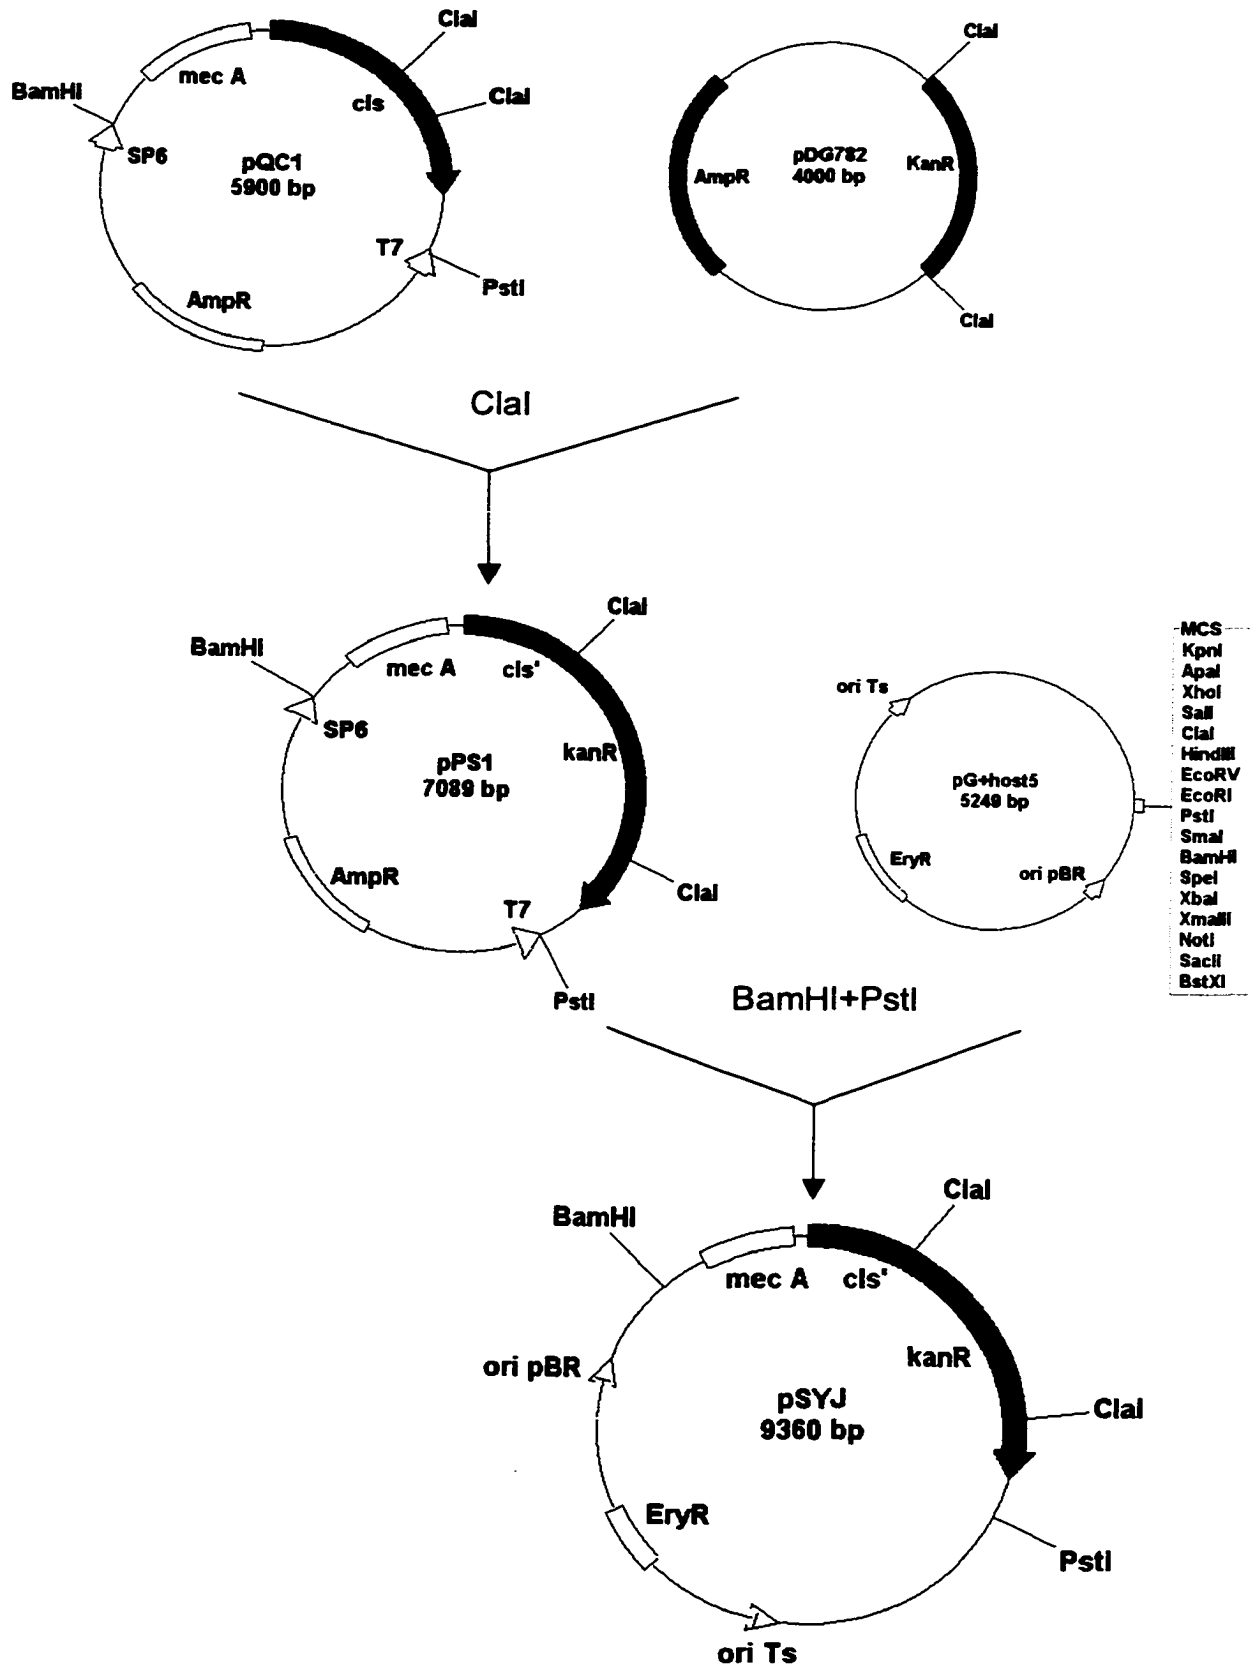 ClaI
mec A
BamHI
cls
ClaI
SP6
pQC1
5900 bp
T7
PstI
AmpR
ClaI
pDG782
4000 bp
AmpR
KanR
ClaI
ClaI
ClaI
BamHI
mec A
cls'
SP6
kanR
pPS1
7089 bp
AmpR
ClaI
T7
PstI
ori Ts
pG+host5
5249 bp
EryR
ori pBR
MCS
KpnI
ApaI
XhoI
SalI
ClaI
HindIII
EcoRV
EcoRI
PstI
SmaI
BamHI
SpeI
XbaI
XmaIII
NotI
SacII
BstXI
BamHI+PstI
ClaI
BamHI
mec A
cls'
ori pBR
kanR
pSYJ
9360 bp
ClaI
EryR
PstI
ori Ts